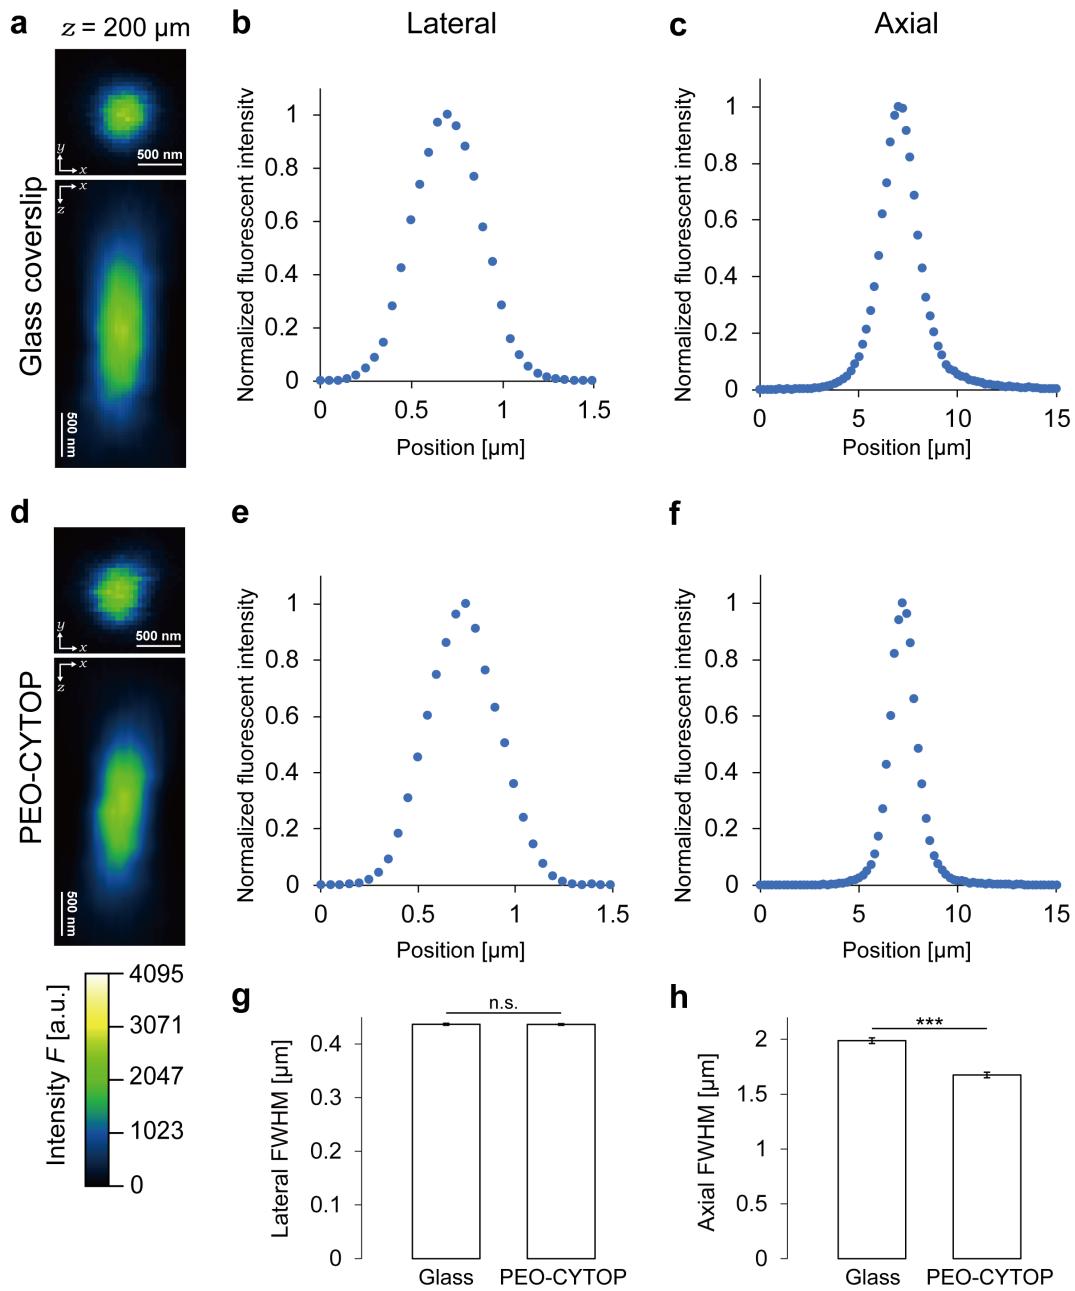 a
z = 200 µm
b
Lateral
c
Axial
Glass coverslip
y
x
500 nm
x
z
500 nm
Normalized fluorescent intensity
1
0.8
0.6
0.4
0.2
0
0 0.5 1 1.5
Position [µm]
Normalized fluorescent intensity
1
0.8
0.6
0.4
0.2
0
0 5 10 15
Position [µm]
d
e
f
PEO-CYTOP
y
x
500 nm
x
z
500 nm
Normalized fluorescent intensity
1
0.8
0.6
0.4
0.2
0
0 0.5 1 1.5
Position [µm]
Normalized fluorescent intensity
1
0.8
0.6
0.4
0.2
0
0 5 10 15
Position [µm]
Intensity F [a.u.]
4095
3071
2047
1023
0
g
n.s.
Lateral FWHM [µm]
0.4
0.3
0.2
0.1
0
Glass PEO-CYTOP
h
***
Axial FWHM [µm]
2
1.5
1
0.5
0
Glass PEO-CYTOP